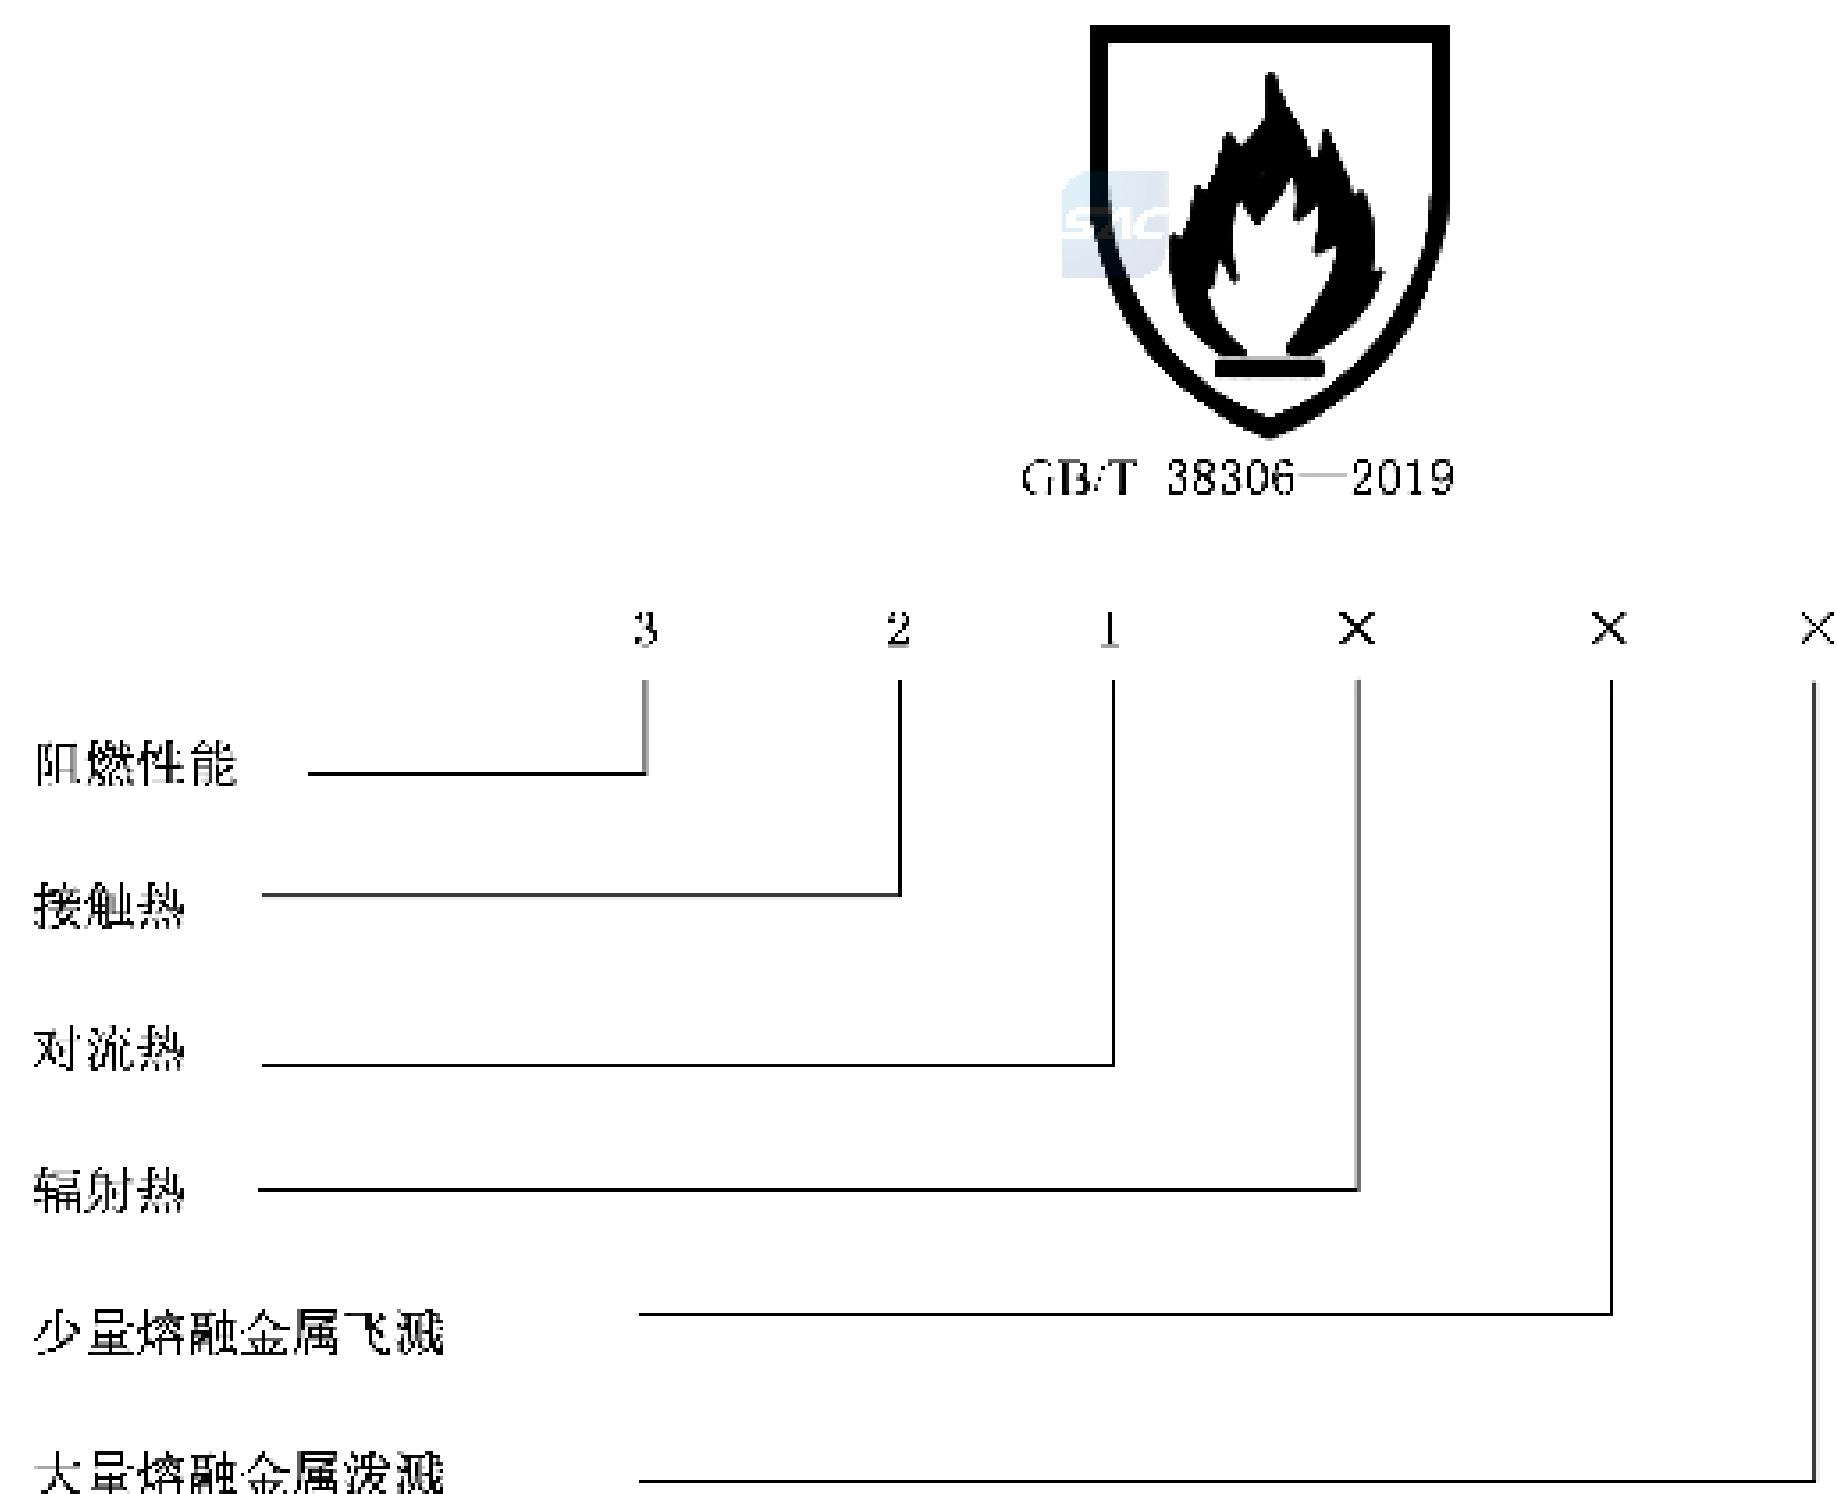 SAC
GB/T 38306—2019
3 2 1 × × ×
阻燃性能
接触热
对流热
辐射热
少量熔融金属飞溅
大量熔融金属泼溅